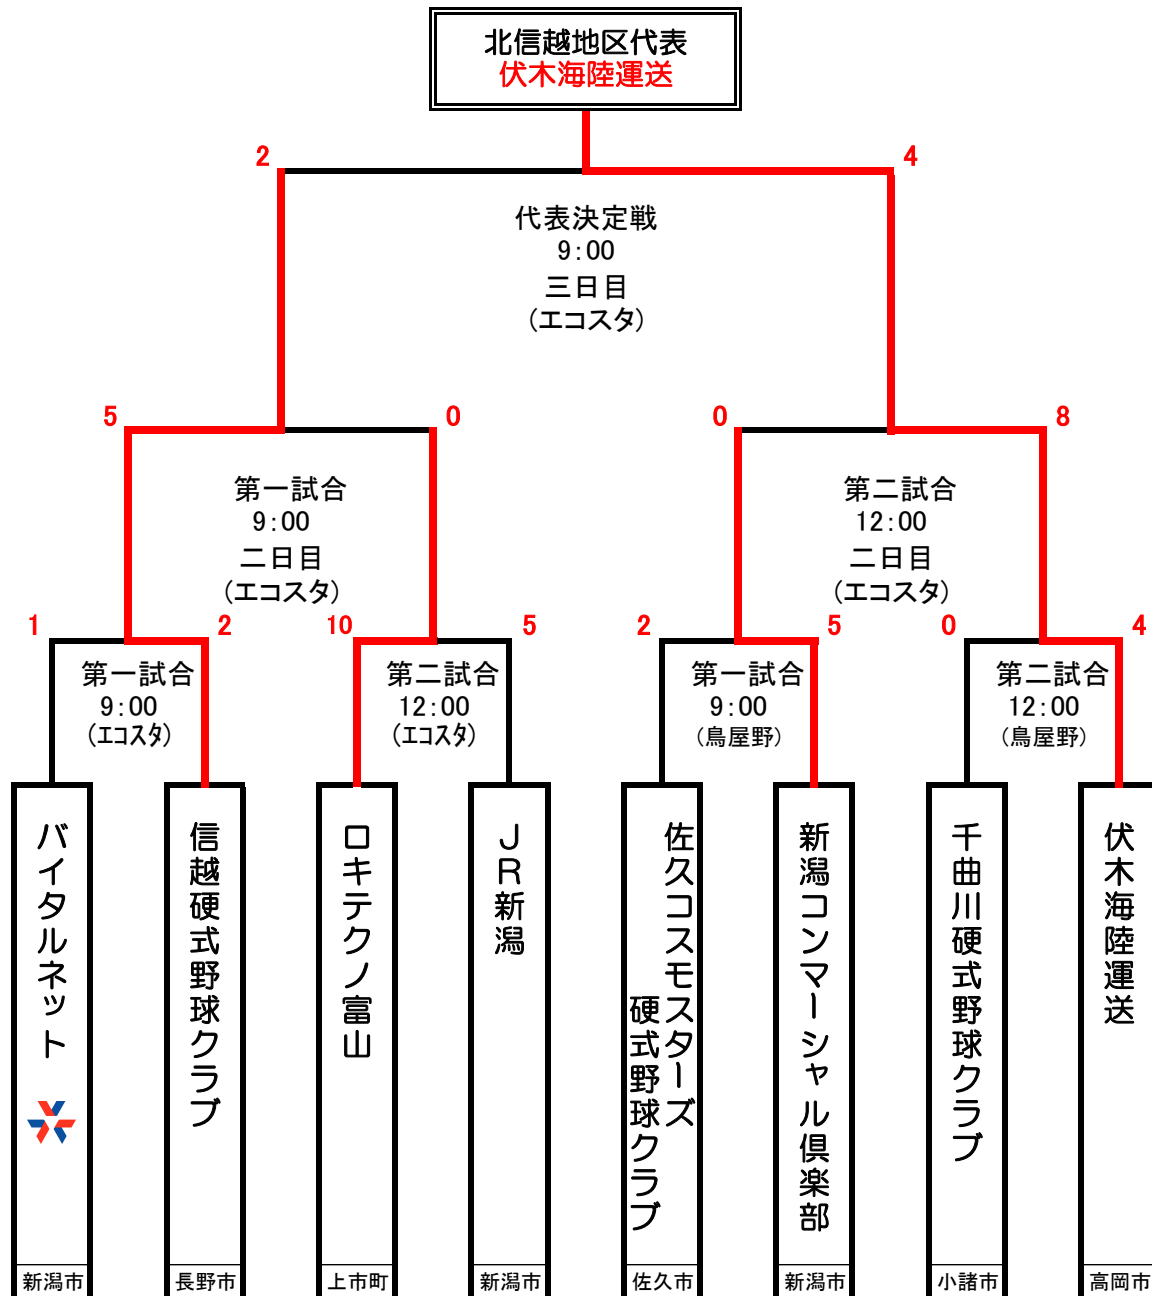 北信越地区代表
伏木海陸運送
2
4
代表決定戦
9:00
三日目
(エコスタ)
5
0
0
8
第一試合
9:00
二日目
(エコスタ)
第二試合
12:00
二日目
(エコスタ)
1
2
10
5
2
5
0
4
第一試合
9:00
(エコスタ)
第二試合
12:00
(エコスタ)
第一試合
9:00
(鳥屋野)
第二試合
12:00
(鳥屋野)
バイタルネット
信越硬式野球クラブ
ロキテクノ富山
JR新潟
佐久コスモスターズ
硬式野球クラブ
新潟コンマーシャル倶楽部
千曲川硬式野球クラブ
伏木海陸運送
新潟市
長野市
上市町
新潟市
佐久市
新潟市
小諸市
高岡市